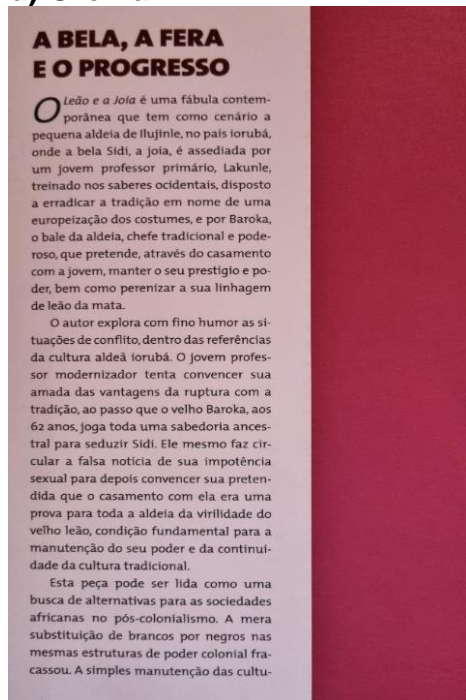 A BELA, A FERA
E O PROGRESSO
O Leão e a Joia é uma fábula contem-
porânea que tem como cenário a
pequena aldeia de Ilujinle, no país iorubá,
onde a bela Sidi, a joia, é assediada por
um jovem professor primário, Lakunle,
treinado nos saberes ocidentais, disposto
a erradicar a tradição em nome de uma
europeização dos costumes, e por Baroka,
o bale da aldeia, chefe tradicional e pode-
roso, que pretende, através do casamento
com a jovem, manter o seu prestígio e po-
der, bem como perenizar a sua linhagem
de leão da mata.
O autor explora com fino humor as si-
tuações de conflito, dentro das referências
da cultura aldeã iorubá. O jovem profes-
sor modernizador tenta convencer sua
amada das vantagens da ruptura com a
tradição, ao passo que o velho Baroka, aos
62 anos, joga toda uma sabedoria ances-
tral para seduzir Sidi. Ele mesmo faz cir-
cular a falsa notícia de sua impotência
sexual para depois convencer sua preten-
dida que o casamento com ela era uma
prova para toda a aldeia da virilidade do
velho leão, condição fundamental para a
manutenção do seu poder e da continui-
dade da cultura tradicional.
Esta peça pode ser lida como uma
busca de alternativas para as sociedades
africanas no pós-colonialismo. A mera
substituição de brancos por negros nas
mesmas estruturas de poder colonial fra-
cassou. A simples manutenção das cultu-